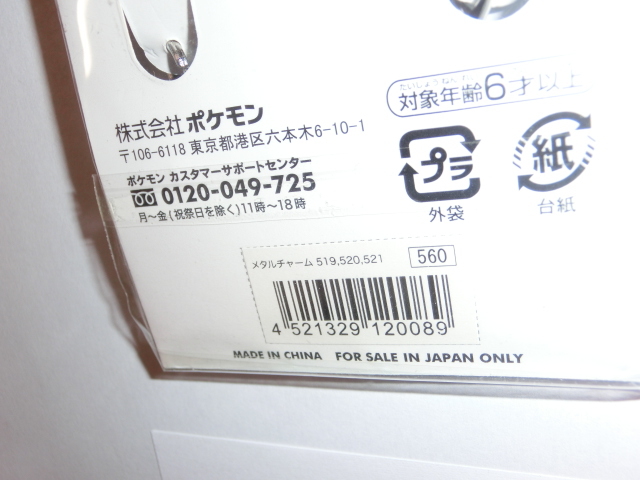 たいしょうねんれい
対象年齢6才以上
株式会社 ポケモン
〒106-6118 東京都港区六本木6-10-1
ポケモン カスタマーサポートセンター
0120-049-725
月～金(祝祭日を除く)11時～18時
プラ
外袋
紙
台紙
メタルチャーム 519,520,521
560
4 521329 120089
MADE IN CHINA FOR SALE IN JAPAN ONLY